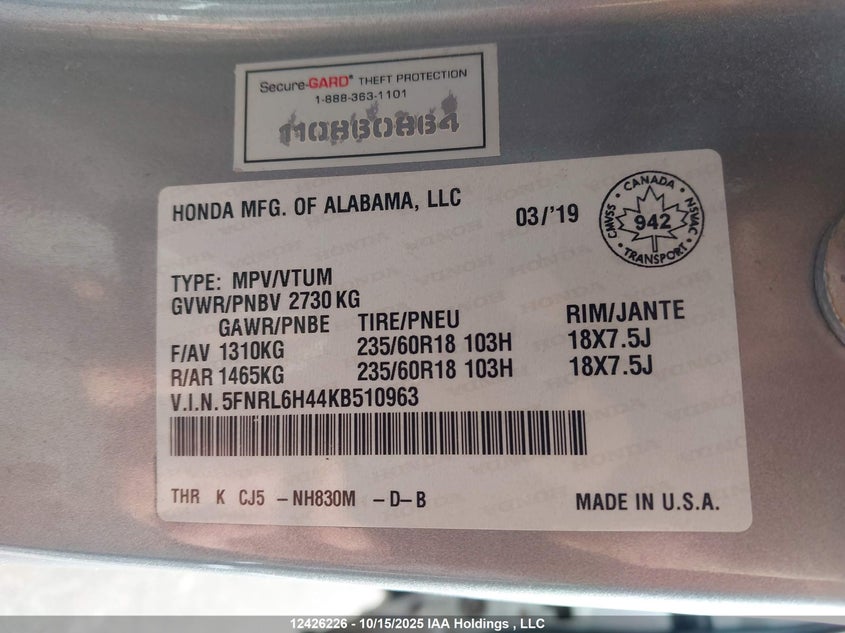 Secure-GARD® THEFT PROTECTION
1-888-363-1101
110860864
HONDA MFG. OF ALABAMA, LLC
03/'19
CMVSS CANADA NSVAC
942
TRANSPORT
TYPE: MPV/VTUM
GVWR/PNBV 2730 KG
GAWR/PNBE TIRE/PNEU RIM/JANTE
F/AV 1310KG 235/60R18 103H 18X7.5J
R/AR 1465KG 235/60R18 103H 18X7.5J
V.I.N. 5FNRL6H44KB510963
THR K CJ5 -NH830M -D-B
MADE IN U.S.A.
12426226 - 10/15/2025 IAA Holdings , LLC